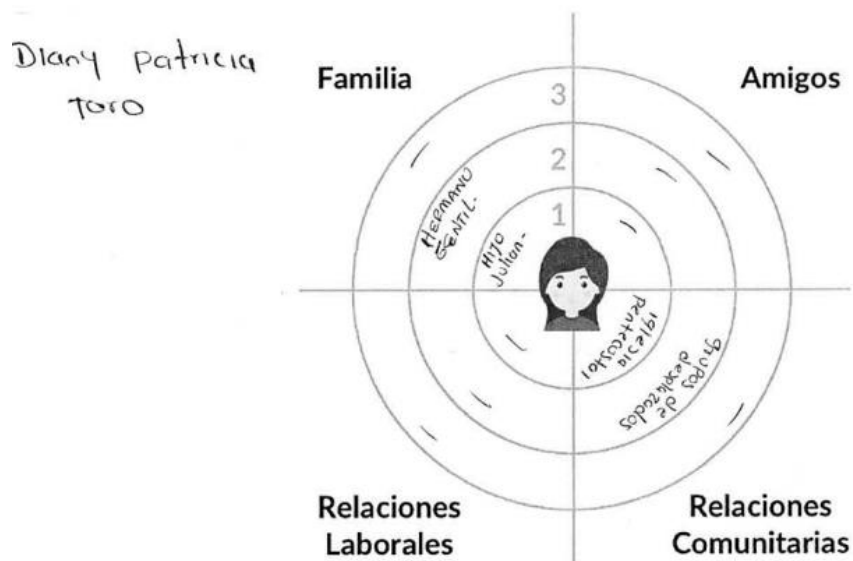 Diany patricia
toro
Familia
Amigos
3
2
1
HERMANO
GENTIL.
HIJO
Julian-
iglecia
pentecostal
grupos de
desplazados
Relaciones
Laborales
Relaciones
Comunitarias